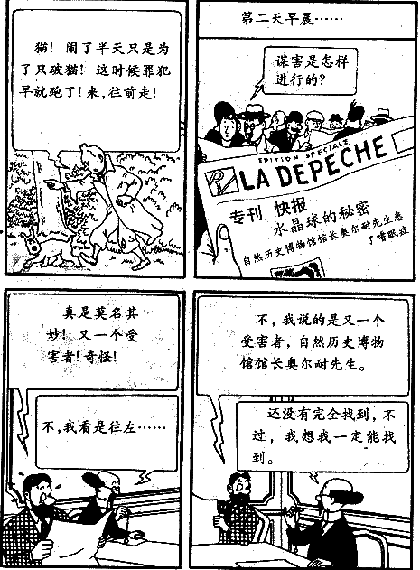 猫！闹了半天只是为
了只破猫！这时候罪犯
早就跑了！来，往前走！
第二天早晨……
谋害是怎样
进行的？
EDITION SPECIALE
LA DEPECHE
专刊 快报
水晶球的秘密
自然历史博物馆馆长奥尔耐先生患
了昏眠症
真是莫名其
妙！又一个受
害者！奇怪！
不，我看是往左……
不，我说的是又一个
受害者，自然历史博物
馆馆长奥尔耐先生。
还没有完全找到，不
过，我想我一定能找
到。